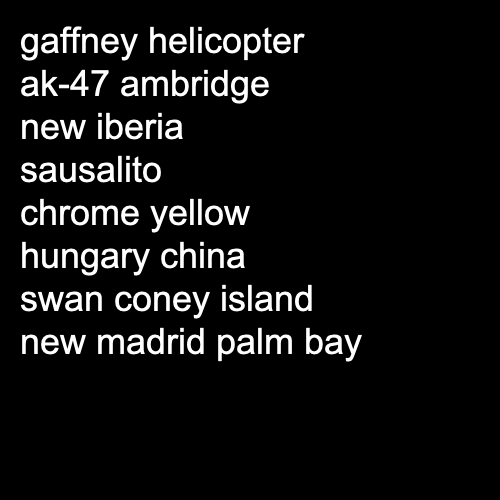 gaffney helicopter
ak-47 ambridge
new iberia
sausalito
chrome yellow
hungary china
swan coney island
new madrid palm bay